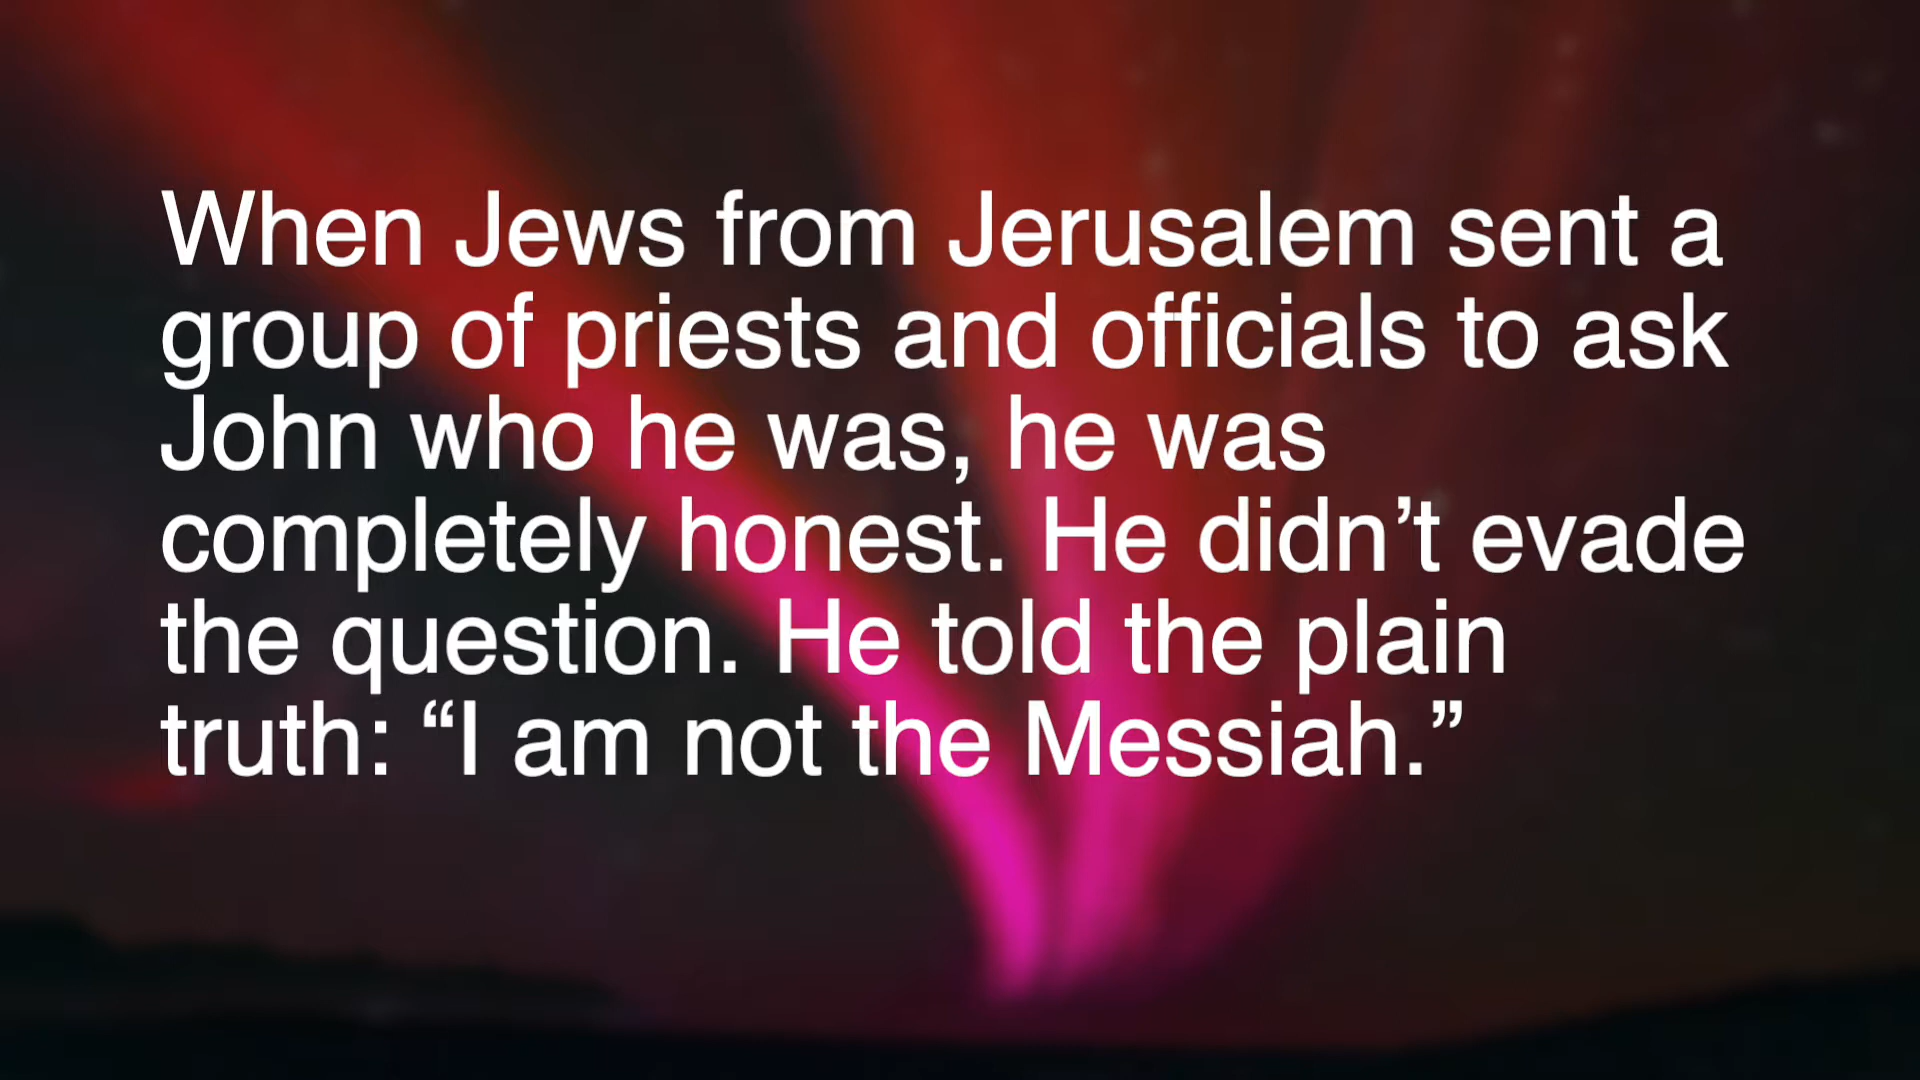 When Jews from Jerusalem sent a
group of priests and officials to ask
John who he was, he was
completely honest. He didn’t evade
the question. He told the plain
truth: “I am not the Messiah.”